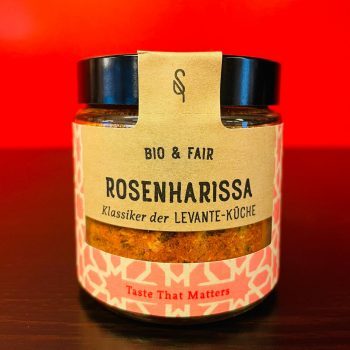 BIO & FAIR
ROSENHARISSA
Klassiker der LEVANTE-KÜCHE
Taste That Matters